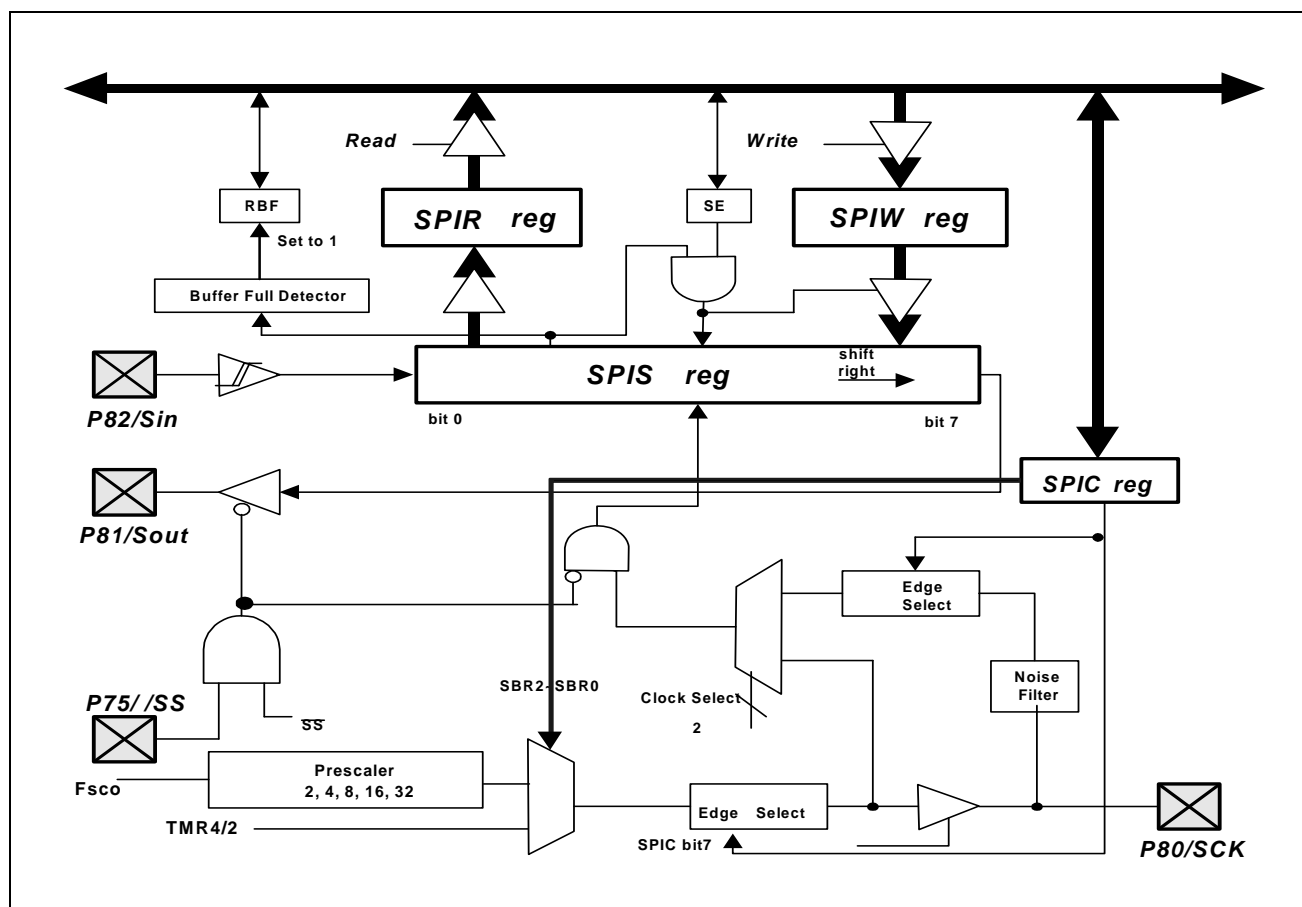 Read
Write
RBF
SPIR reg
SE
SPIW reg
Set to 1
Buffer Full Detector
SPIS reg
shift
right
P82/Sin
bit 0
bit 7
SPIC reg
P81/Sout
Edge
Select
SBR2-SBR0
Noise
Filter
Clock Select
2
P75/ /SS
SS
Fsco
Prescaler
2, 4, 8, 16, 32
TMR4/2
Edge Select
SPIC bit7
P80/SCK